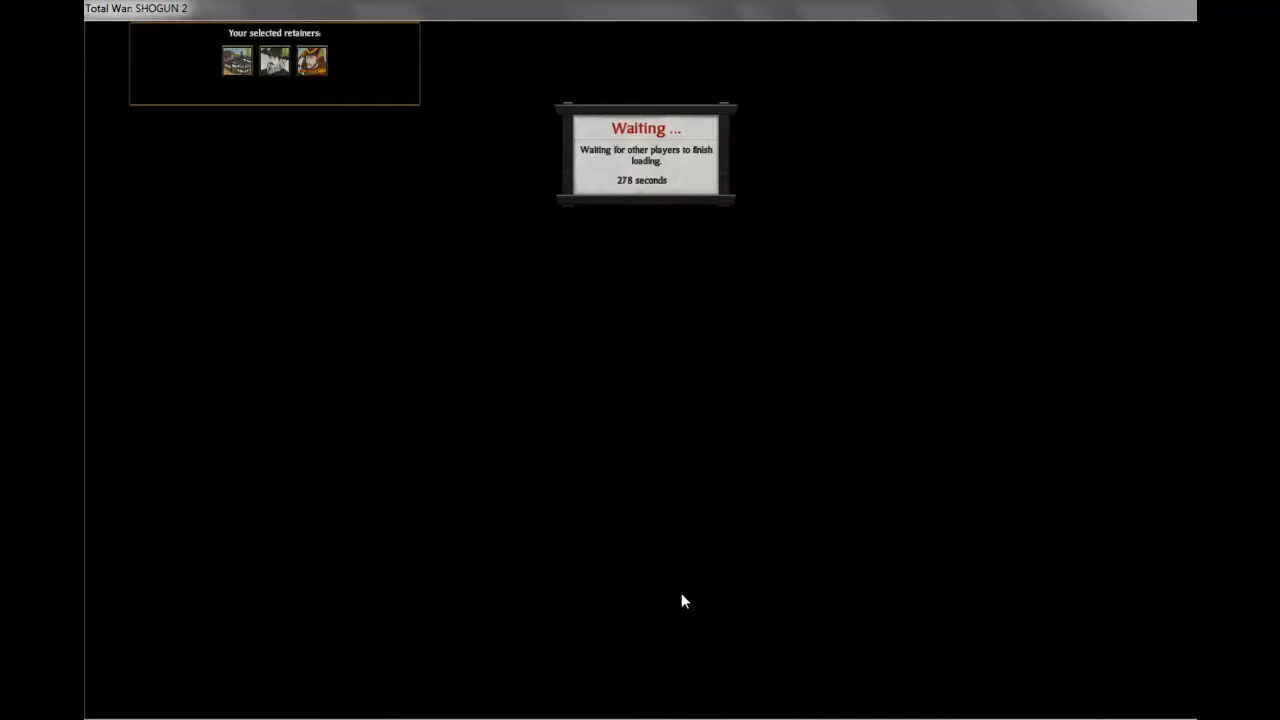 Total War: SHOGUN 2
Your selected retainers:
Waiting ...
Waiting for other players to finish
loading.
278 seconds